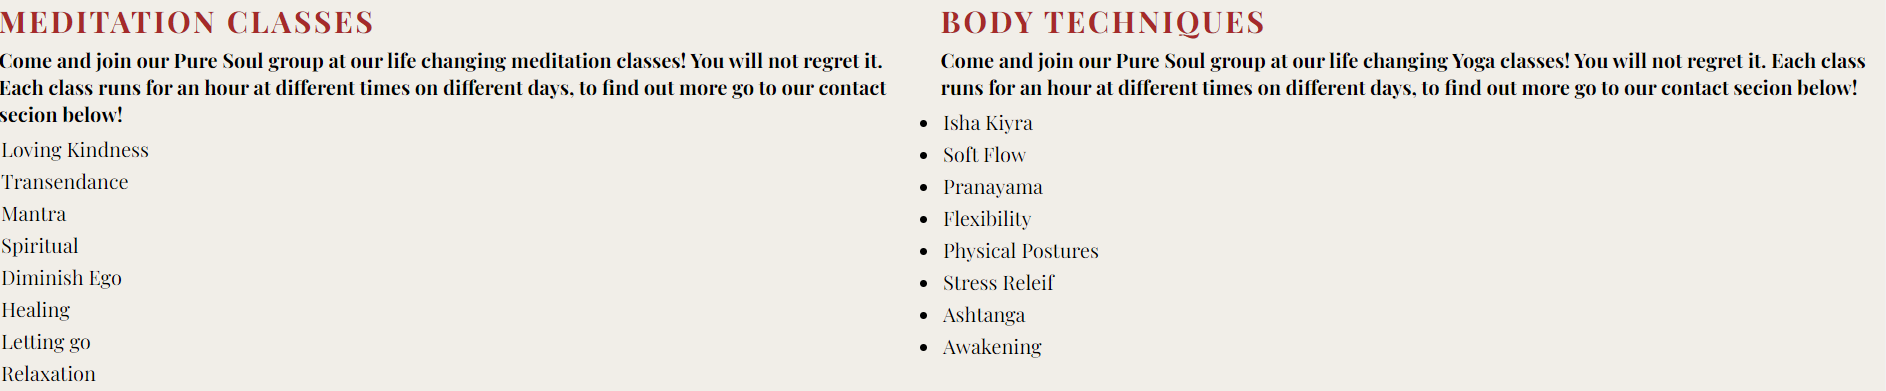 MEDITATION CLASSES
Come and join our Pure Soul group at our life changing meditation classes! You will not regret it.
Each class runs for an hour at different times on different days, to find out more go to our contact
secion below!
Loving Kindness
Transendance
Mantra
Spiritual
Diminish Ego
Healing
Letting go
Relaxation
BODY TECHNIQUES
Come and join our Pure Soul group at our life changing Yoga classes! You will not regret it. Each class
runs for an hour at different times on different days, to find out more go to our contact secion below!
Isha Kiyra
Soft Flow
Pranayama
Flexibility
Physical Postures
Stress Releif
Ashtanga
Awakening